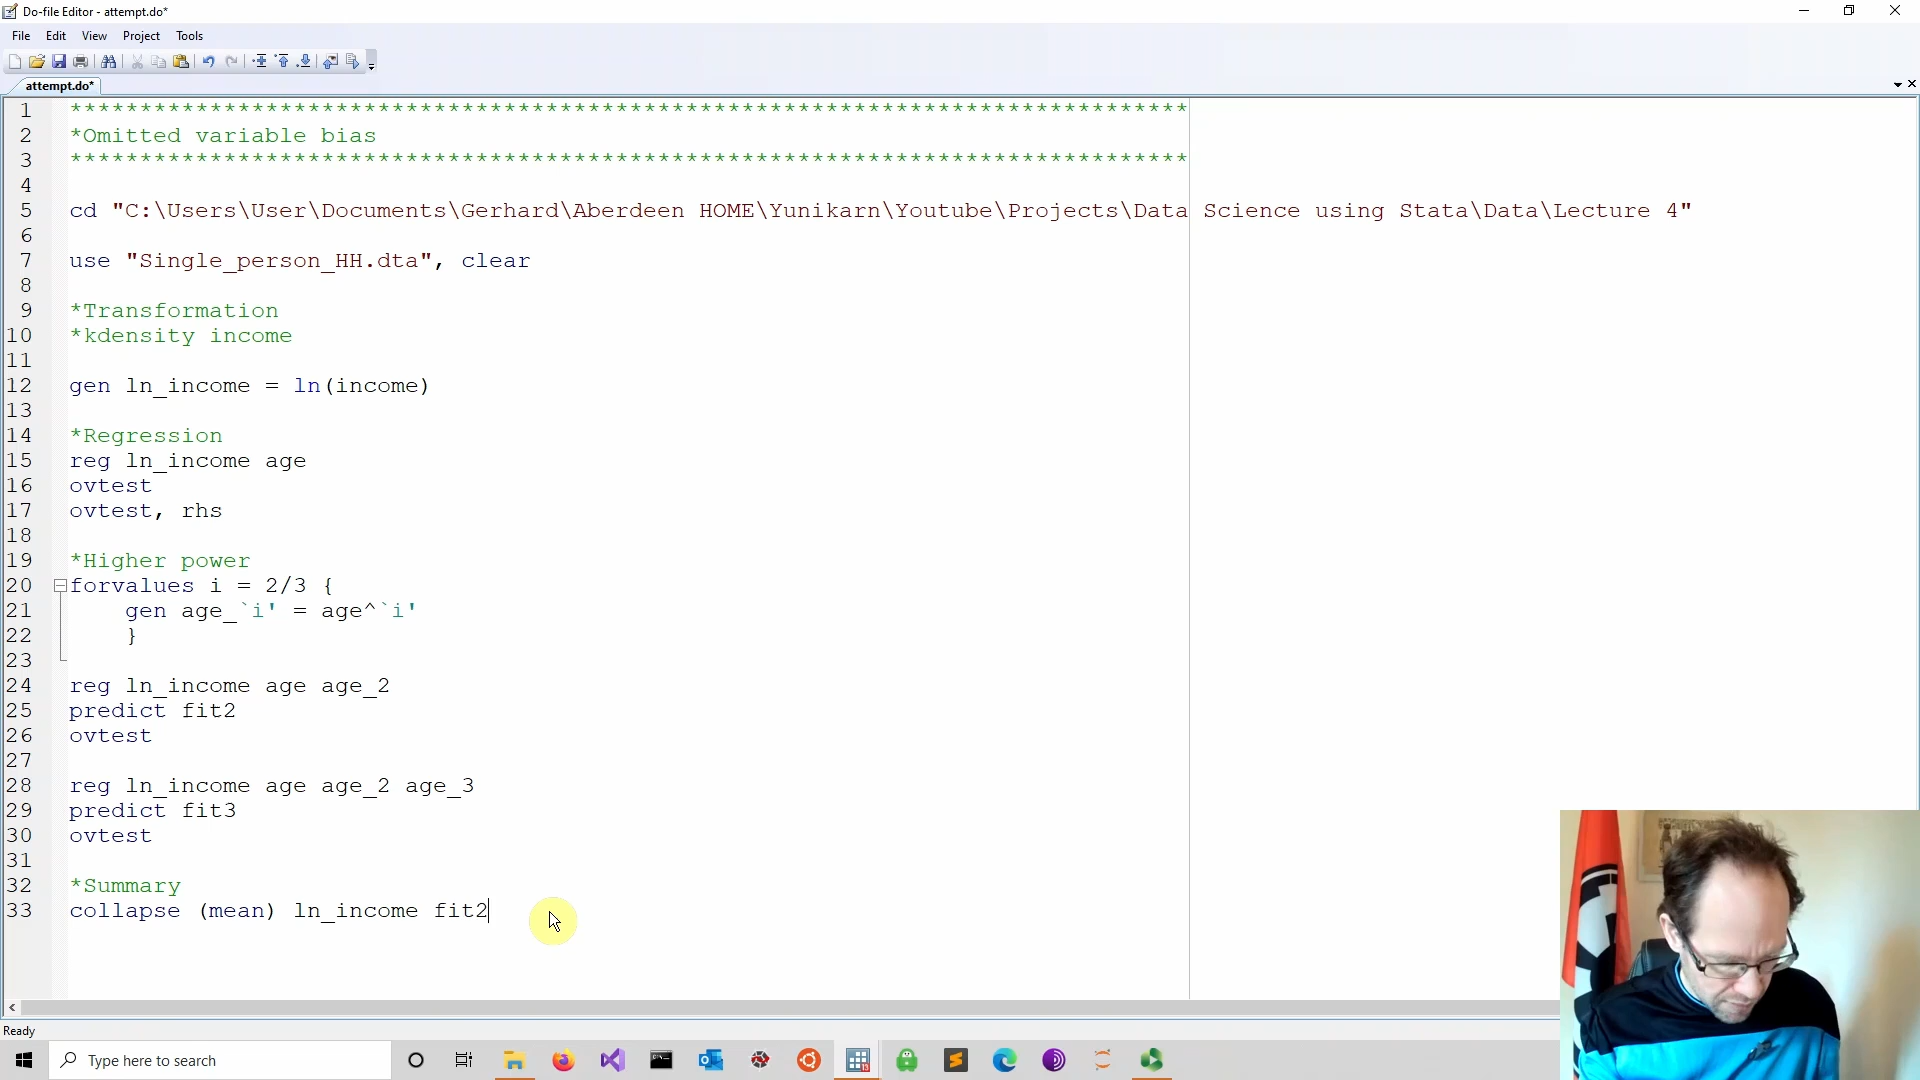 Do-file Editor - attempt.do*
File Edit View Project Tools
attempt.do*
1 ********************************************************************************
2 *Omitted variable bias
3 ********************************************************************************
4
5 cd "C:\Users\User\Documents\Gerhard\Aberdeen HOME\Yunikarn\Youtube\Projects\Data Science using Stata\Data\Lecture 4"
6
7 use "Single_person_HH.dta", clear
8
9 *Transformation
10 *kdensity income
11
12 gen ln_income = ln(income)
13
14 *Regression
15 reg ln_income age
16 ovtest
17 ovtest, rhs
18
19 *Higher power
20 forvalues i = 2/3 {
21 gen age_`i' = age^`i'
22 }
23
24 reg ln_income age age_2
25 predict fit2
26 ovtest
27
28 reg ln_income age age_2 age_3
29 predict fit3
30 ovtest
31
32 *Summary
33 collapse (mean) ln_income fit2
Ready
Type here to search
13